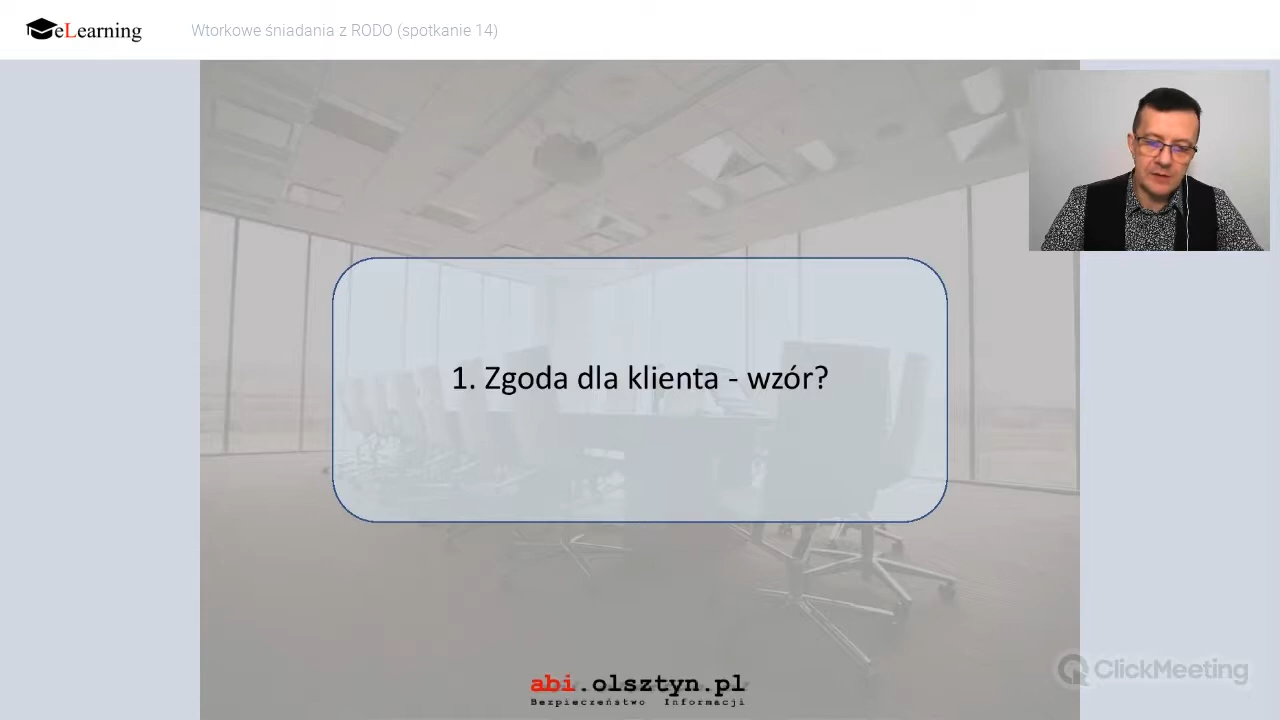 eLearning
Wtorkowe śniadania z RODO (spotkanie 14)
1. Zgoda dla klienta - wzór?
abi.olsztyn.pl
Bezpieczeństwo Informacji
ClickMeeting